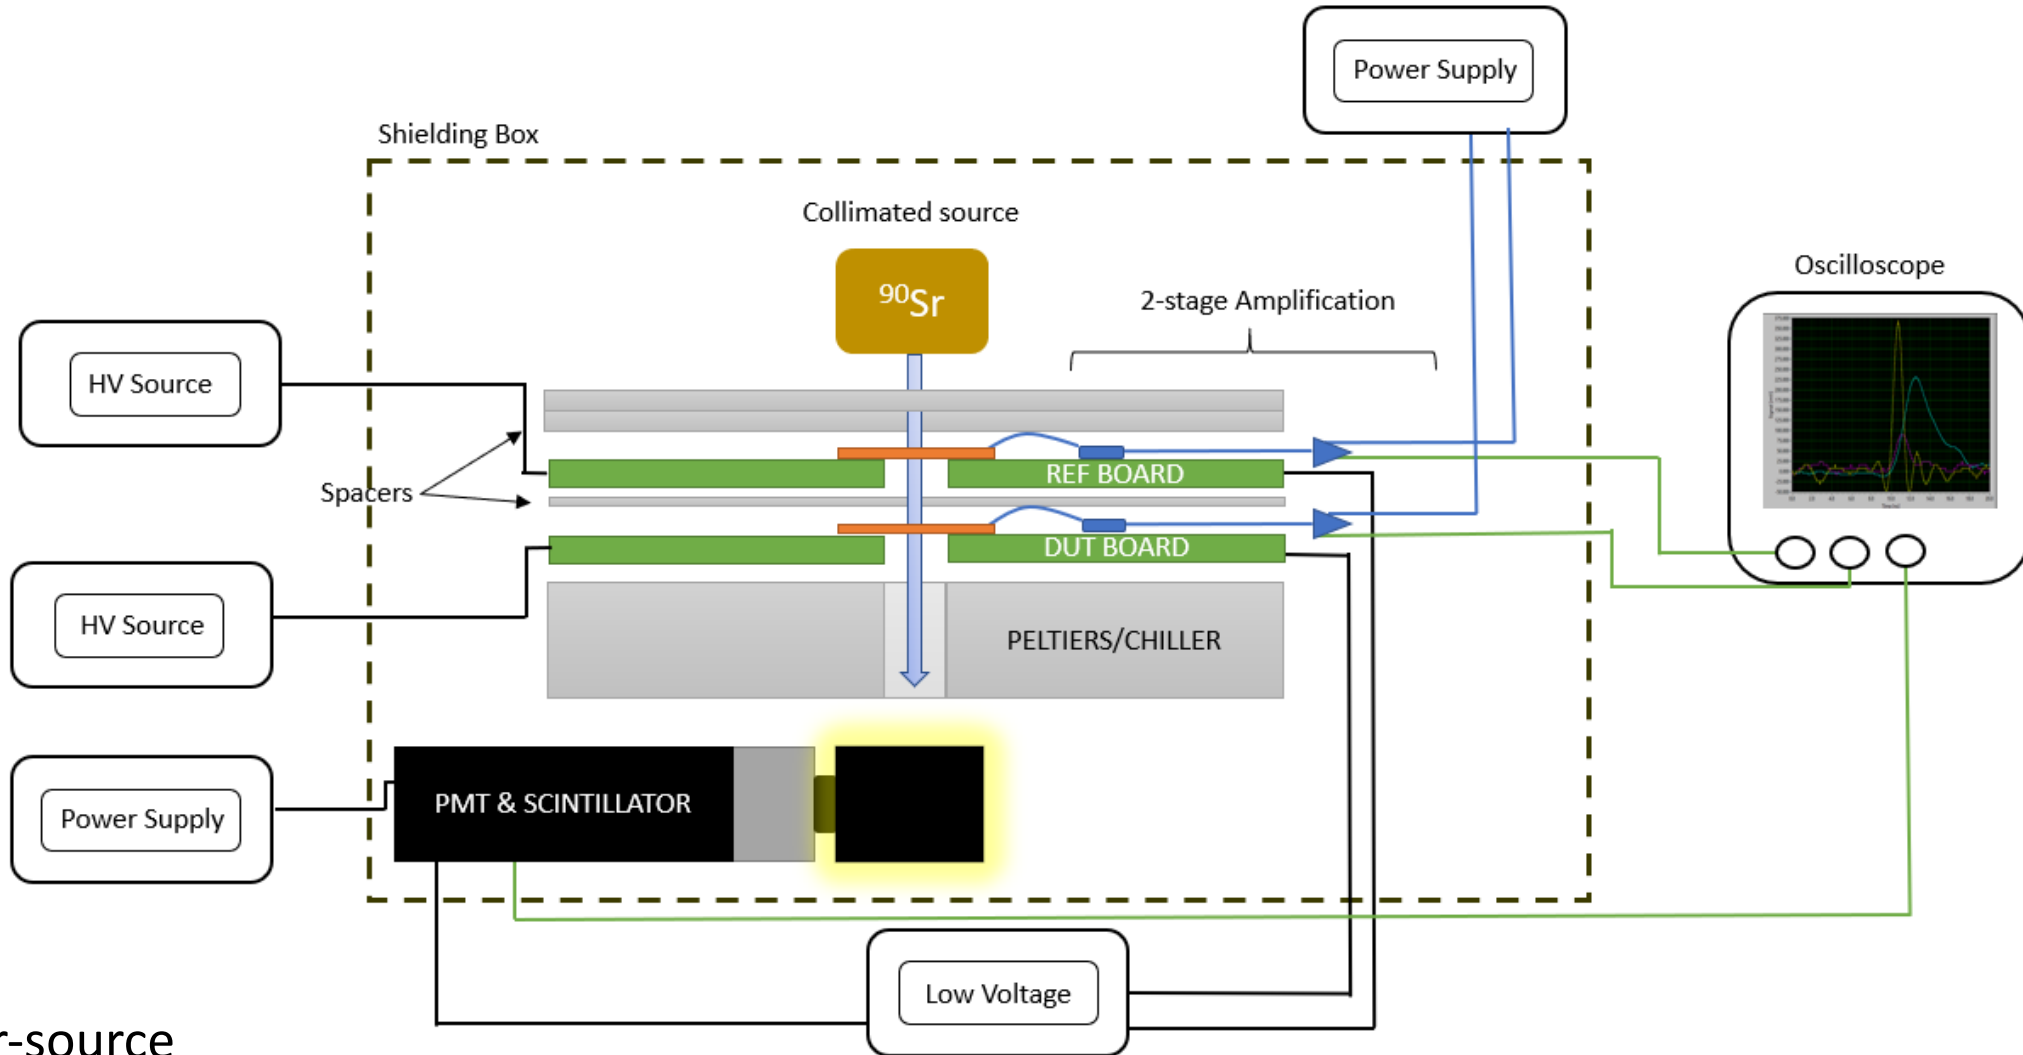 Power Supply
Shielding Box
Collimated source
⁹⁰Sr
2-stage Amplification
Oscilloscope
HV Source
Spacers
REF BOARD
DUT BOARD
HV Source
PELTIERS/CHILLER
Power Supply
PMT & SCINTILLATOR
Low Voltage
r-source